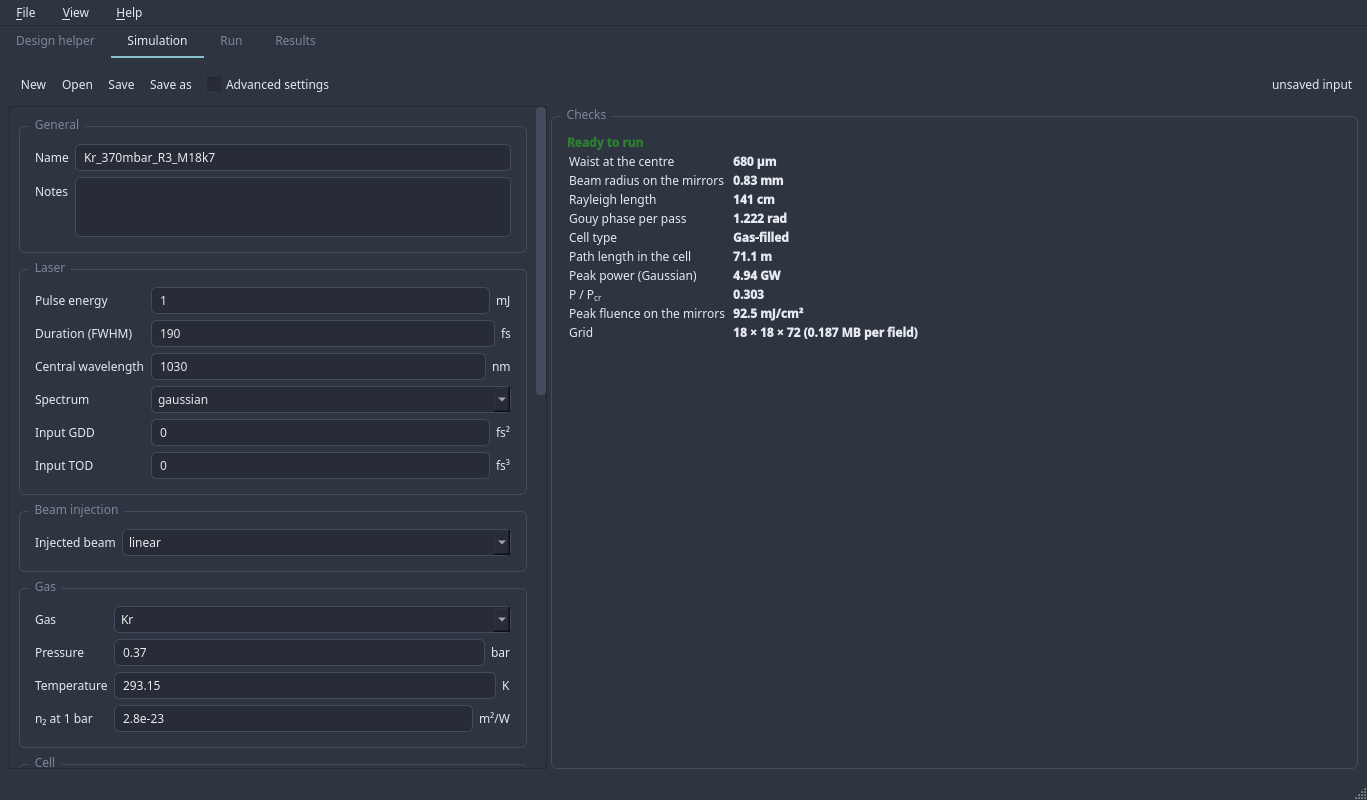 File View Help
Design helper Simulation Run Results
New Open Save Save as Advanced settings unsaved input
General
Name Kr_370mbar_R3_M18k7
Notes
Laser
Pulse energy 1 mJ
Duration (FWHM) 190 fs
Central wavelength 1030 nm
Spectrum gaussian
Input GDD 0 fs²
Input TOD 0 fs³
Beam injection
Injected beam linear
Gas
Gas Kr
Pressure 0.37 bar
Temperature 293.15 K
n₂ at 1 bar 2.8e-23 m²/W
Cell
Checks
Ready to run
Waist at the centre 680 µm
Beam radius on the mirrors 0.83 mm
Rayleigh length 141 cm
Gouy phase per pass 1.222 rad
Cell type Gas-filled
Path length in the cell 71.1 m
Peak power (Gaussian) 4.94 GW
P / Pcr 0.303
Peak fluence on the mirrors 92.5 mJ/cm²
Grid 18 × 18 × 72 (0.187 MB per field)